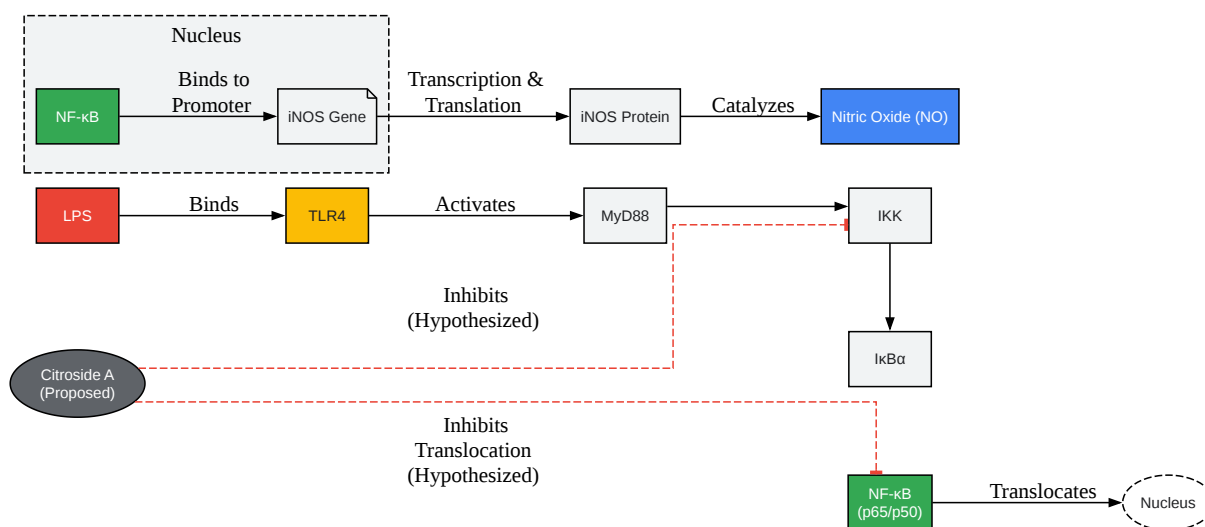 Nucleus
Binds to
Promoter
Transcription &
Translation
Catalyzes
NF-κB
iNOS Gene
iNOS Protein
Nitric Oxide (NO)
LPS
Binds
TLR4
Activates
MyD88
IKK
Inhibits
(Hypothesized)
IκBα
Citroside A
(Proposed)
Inhibits
Translocation
(Hypothesized)
NF-κB
(p65/p50)
Translocates
Nucleus